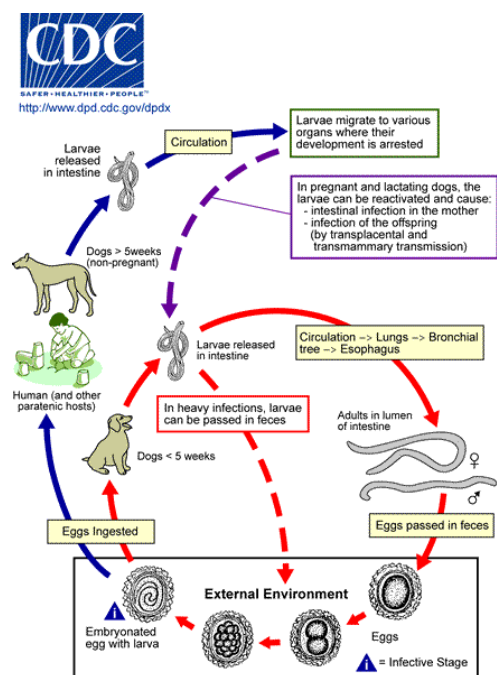 CDC
SAFER·HEALTHIER·PEOPLE™
http://www.dpd.cdc.gov/dpdx
Larvae
released
in intestine
Circulation
Larvae migrate to various
organs where their
development is arrested
In pregnant and lactating dogs, the
larvae can be reactivated and cause:
- intestinal infection in the mother
- infection of the offspring
(by transplacental and
transmammary transmission)
Dogs > 5weeks
(non-pregnant)
Larvae released
in intestine
Circulation –> Lungs –> Bronchial
tree –> Esophagus
Human (and other
paratenic hosts)
In heavy infections, larvae
can be passed in feces
Adults in lumen
of intestine
♀
♂
Dogs < 5 weeks
Eggs Ingested
Eggs passed in feces
External Environment
i
Embryonated
egg with larva
Eggs
i = Infective Stage